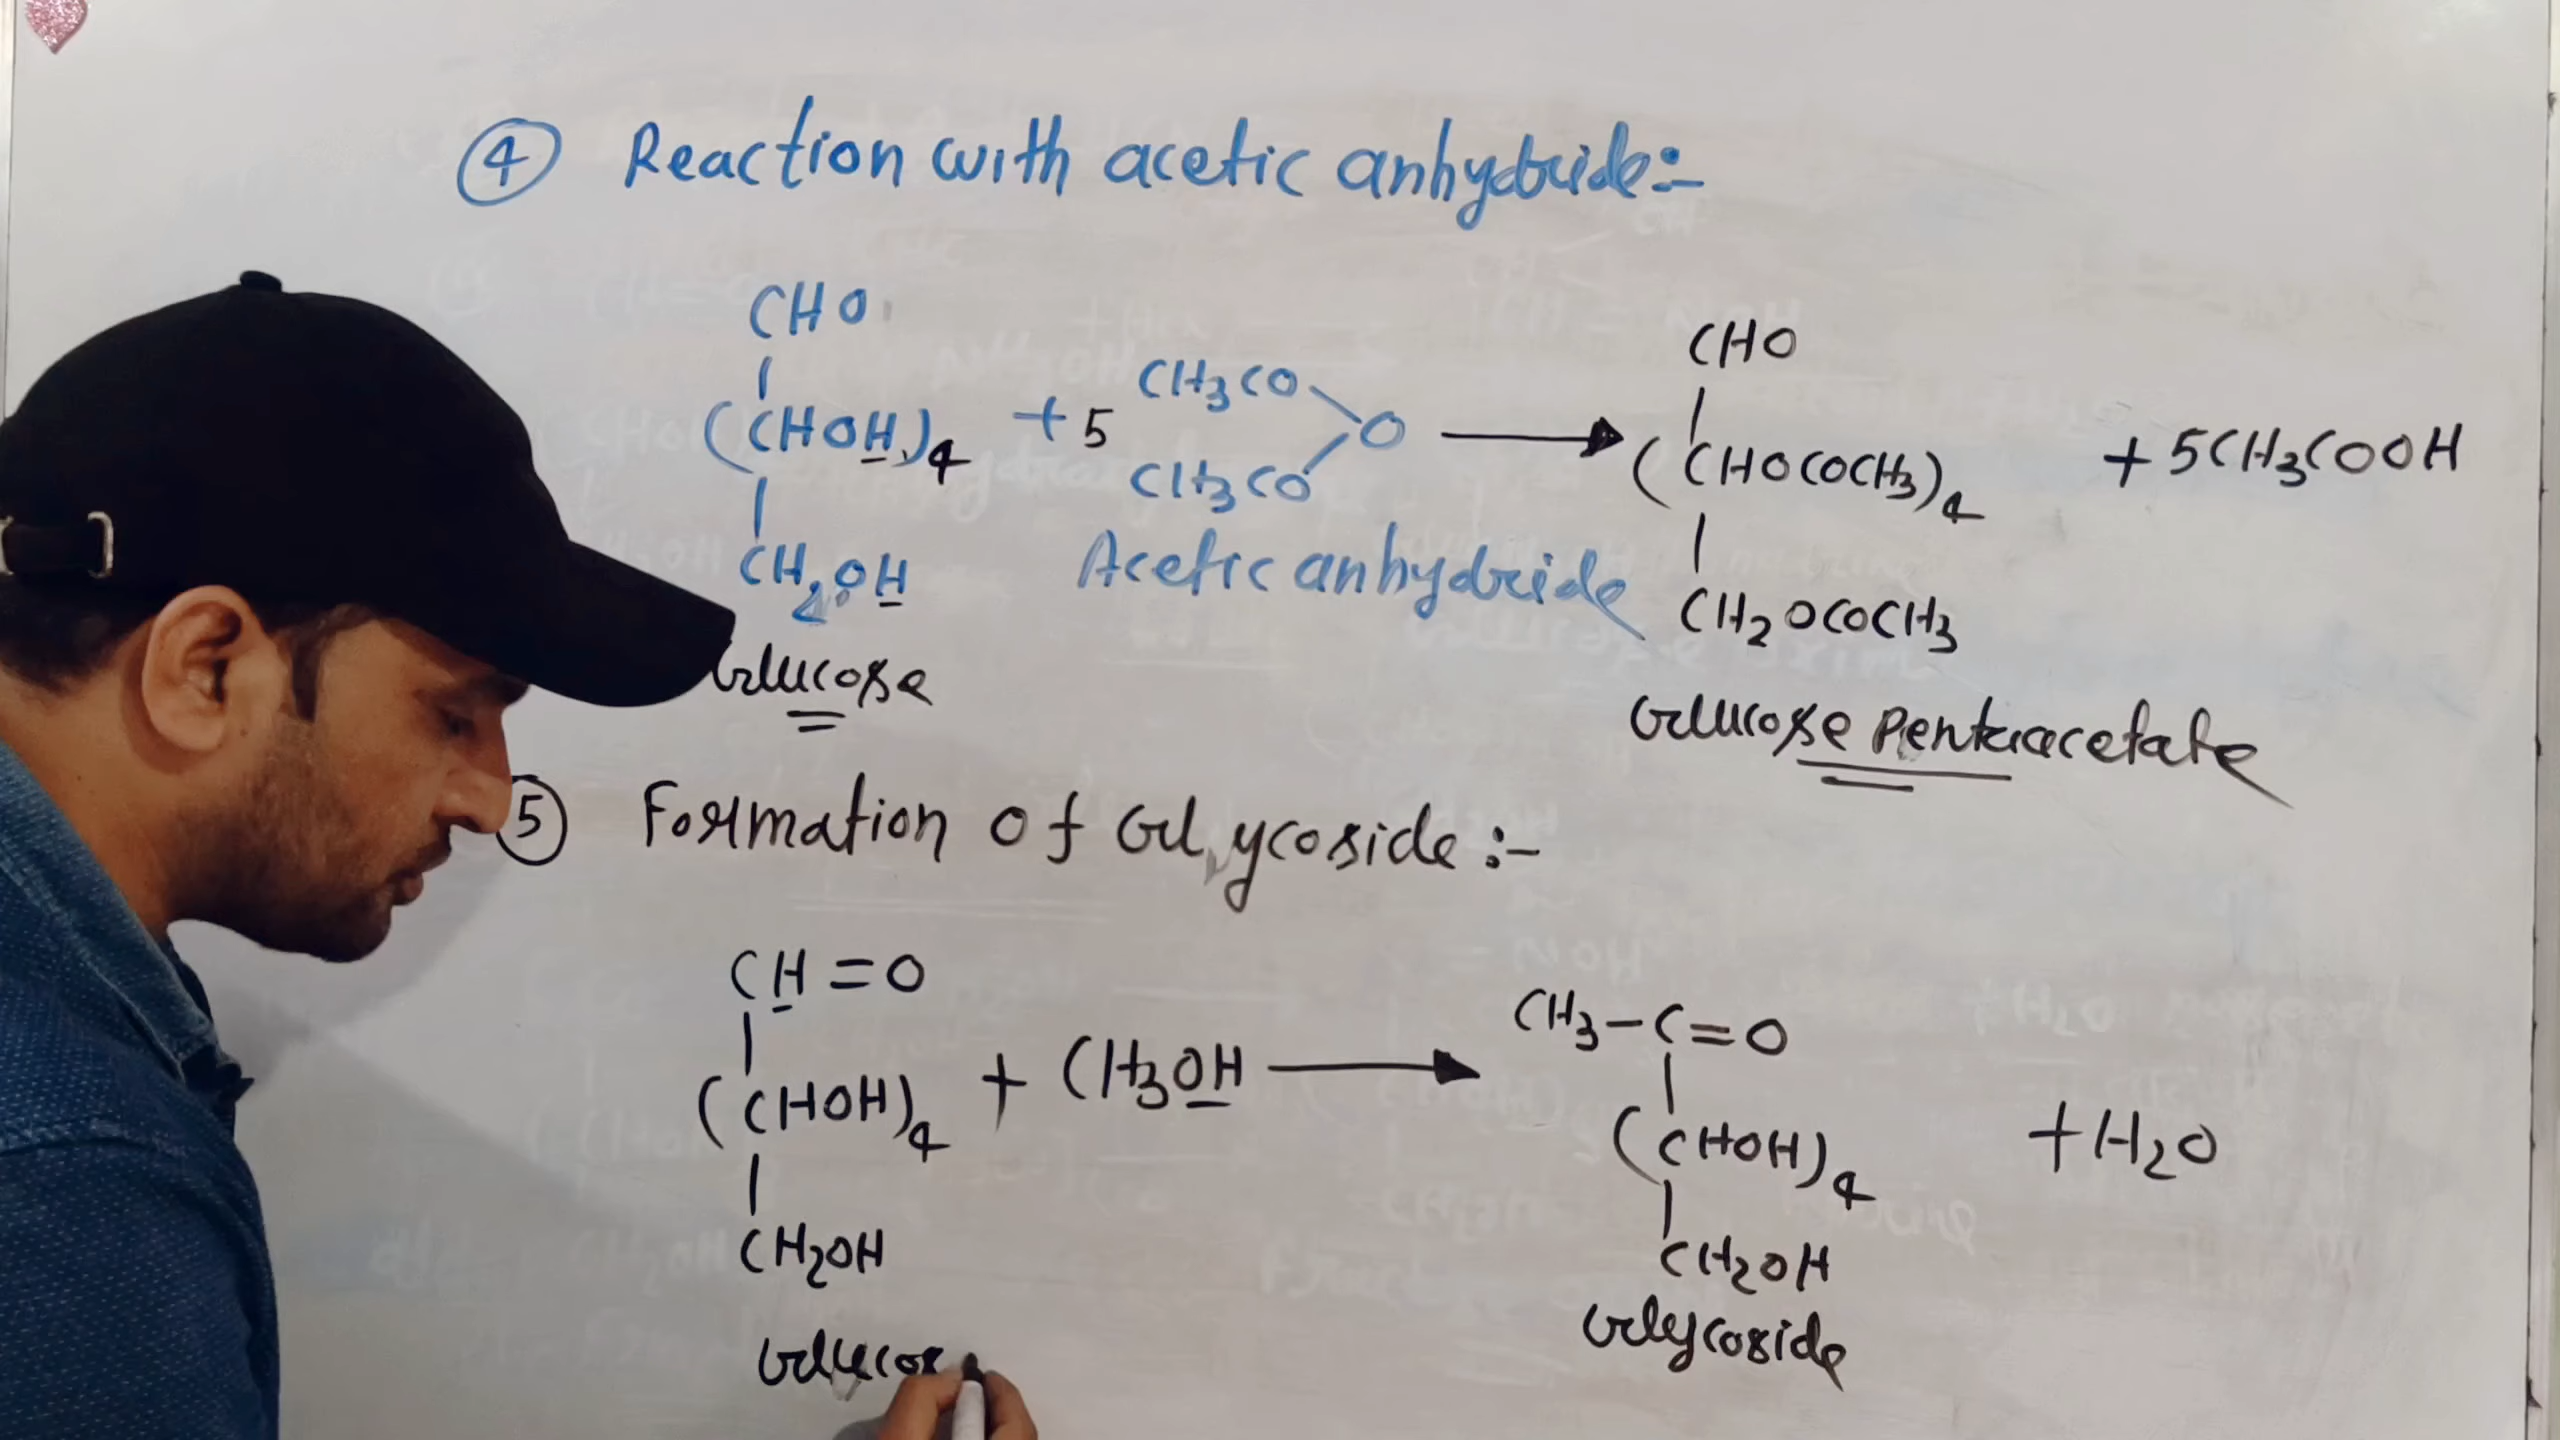 ④ Reaction with acetic anhydride:-
CHO
(CHOH)4 + 5 CH3CO
O
CH3CO
CH2OH
Acetic anhydride
Glucose
CHO
(CHOCOCH3)4 + 5CH3COOH
CH2OCOCH3
Glucose Pentaacetate
⑤ Formation of Glycoside :-
CH=O
(CHOH)4 + CH3OH
CH2OH
Glucos
CH3-C=O
(CHOH)4 + H2O
CH2OH
Glycoside